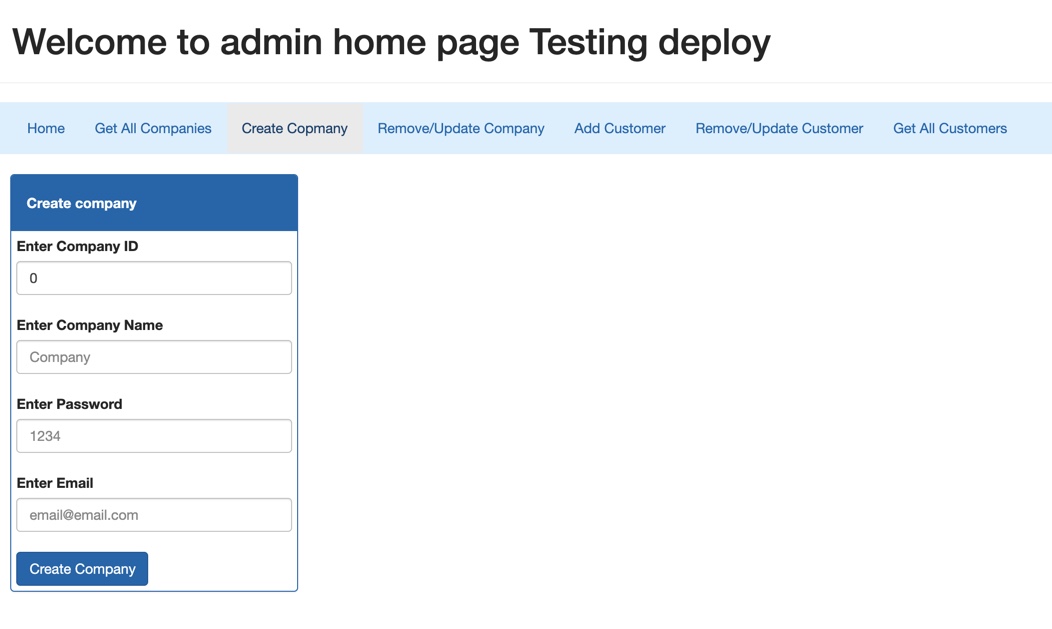 Welcome to admin home page Testing deploy
Home Get All Companies Create Copmany Remove/Update Company Add Customer Remove/Update Customer Get All Customers
Create company
Enter Company ID
0
Enter Company Name
Company
Enter Password
1234
Enter Email
email@email.com
Create Company